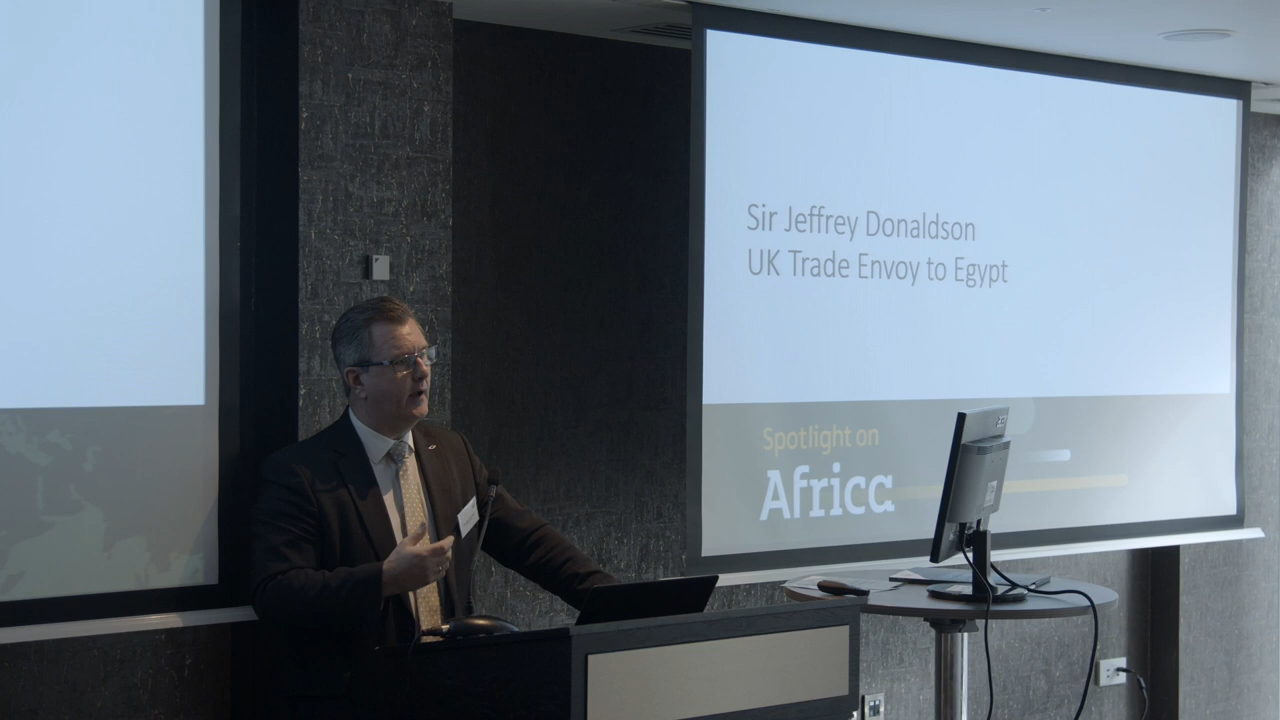 Sir Jeffrey Donaldson
UK Trade Envoy to Egypt
Spotlight on
Africa